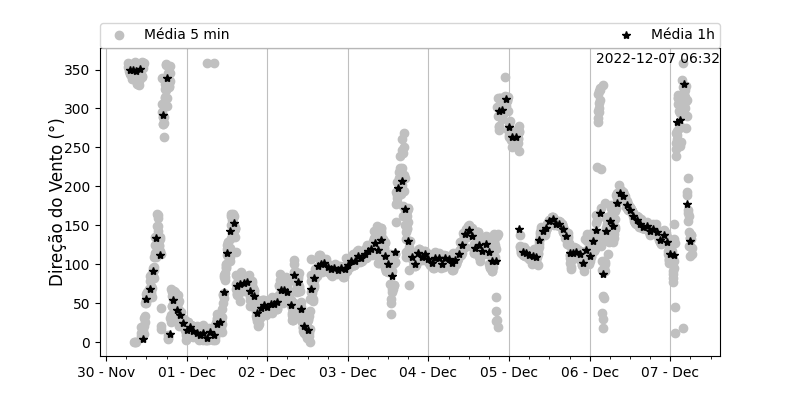 Média 5 min
Média 1h
2022-12-07 06:32
Direção do Vento (°)
350
300
250
200
150
100
50
0
30 - Nov
01 - Dec
02 - Dec
03 - Dec
04 - Dec
05 - Dec
06 - Dec
07 - Dec